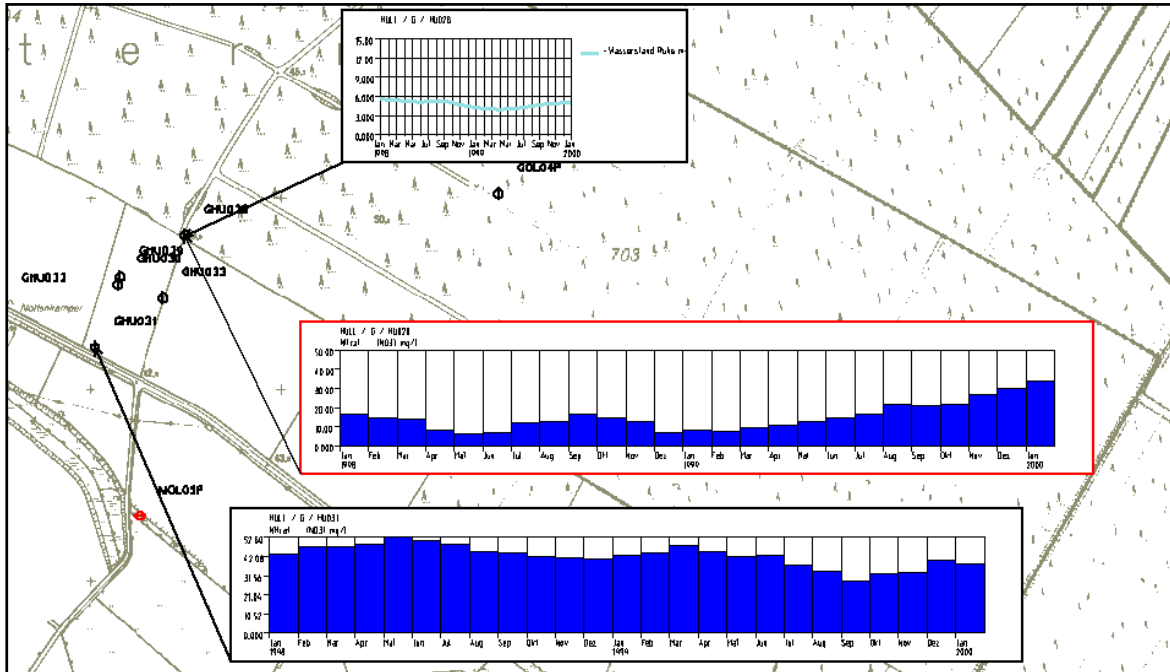 t e r
HULL / G / HU028
15.00
12.00
9.000
6.000
3.000
0.000
Jan Mar Mai Jul Sep Nov Jan Mar Mai Jul Sep Nov Jan
1998 1999 2000
GOL04P
GHU028
GHU029
GHU030
GHU033
GHU032
GHU031
Nottenkamper
703
HULL / G / HU028
Nitrat (NO3) mg/l
50.00
40.00
30.00
20.00
10.00
0.000
Jan Feb Mar Apr Mai Jun Jul Aug Sep Okt Nov Dez Jan Feb Mar Apr Mai Jun Jul Aug Sep Okt Nov Dez Jan
1998 1999 2000
NOL05P
HULL / G / HU031
Nitrat (NO3) mg/l
52.60
42.08
31.56
21.04
10.52
0.000
Jan Feb Mar Apr Mai Jun Jul Aug Sep Okt Nov Dez Jan Feb Mar Apr Mai Jun Jul Aug Sep Okt Nov Dez Jan
1998 1999 2000